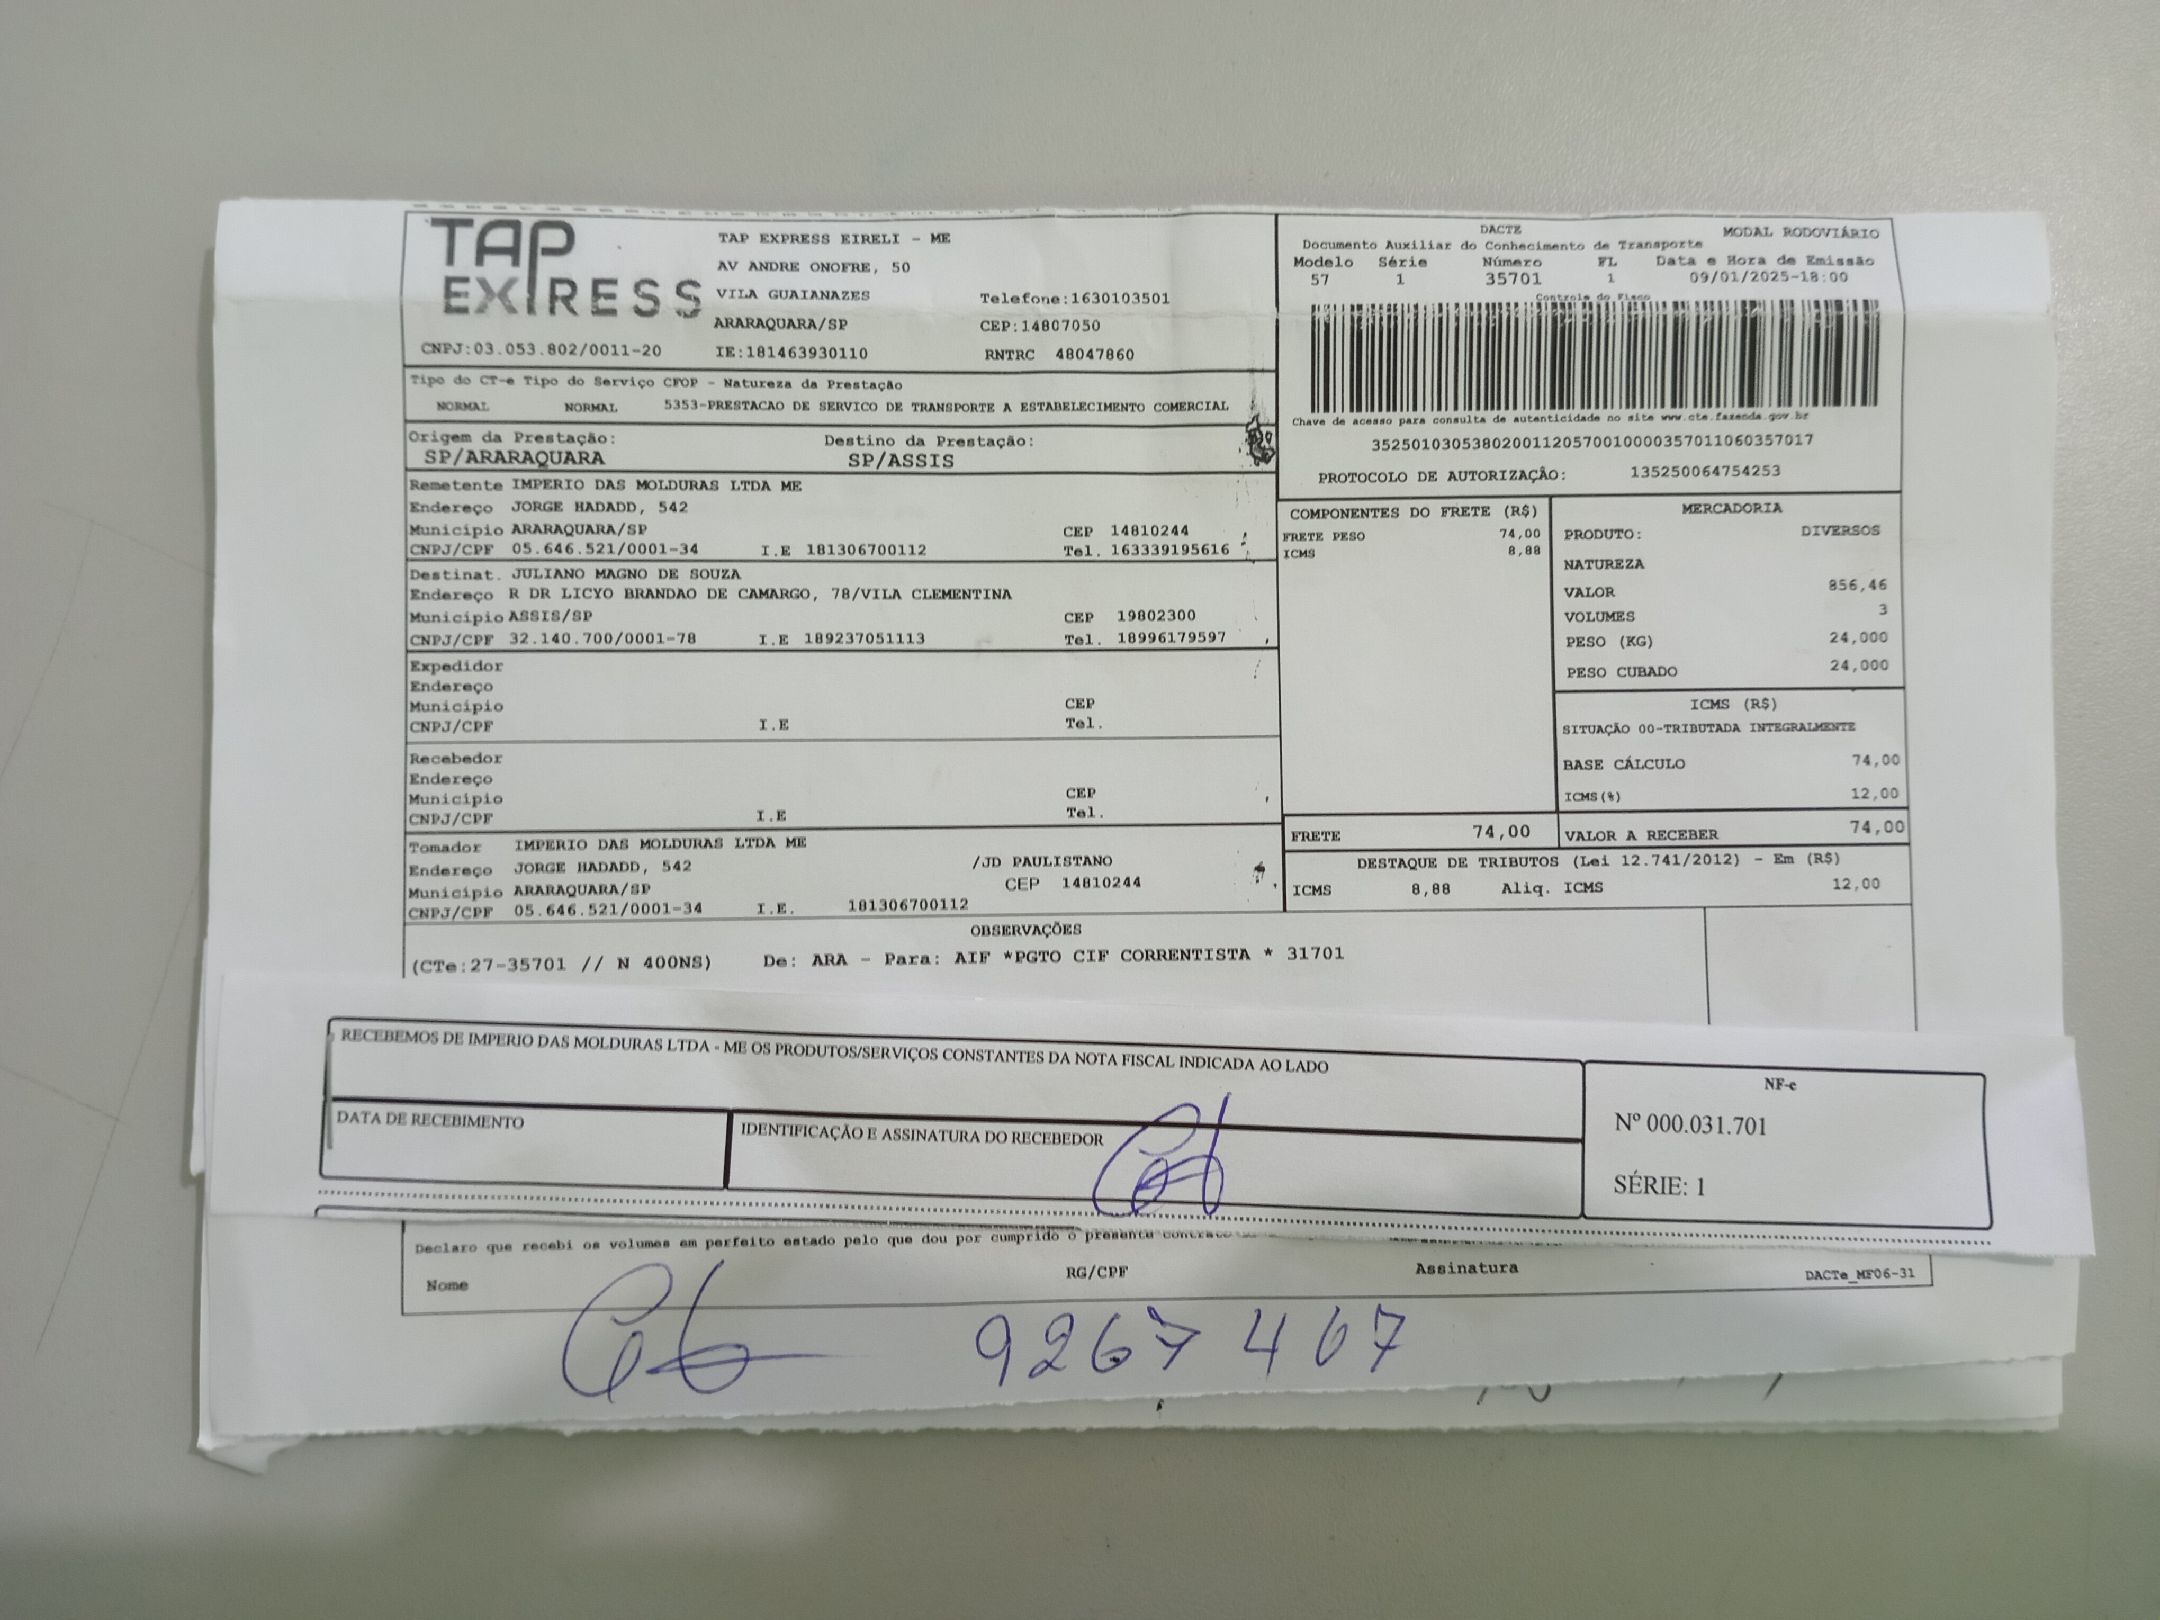 TAP EXPRESS
TAP EXPRESS EIRELI - ME
AV ANDRE ONOFRE, 50
VILA GUAIANAZES Telefone:1630103501
ARARAQUARA/SP CEP:14807050
CNPJ:03.053.802/0011-20 IE:181463930110 RNTRC 48047860
DACTE MODAL RODOVIÁRIO
Documento Auxiliar do Conhecimento de Transporte
Modelo Série Número FL Data e Hora de Emissão
57 1 35701 1 09/01/2025-18:00
Controle do Fisco
Chave de acesso para consulta de autenticidade no site www.cte.fazenda.gov.br
35250103053802001120570010000357011060357017
PROTOCOLO DE AUTORIZAÇÂO: 135250064754253
Tipo do CT-e Tipo do Serviço CFOP - Natureza da Prestação
NORMAL NORMAL 5353-PRESTACAO DE SERVICO DE TRANSPORTE A ESTABELECIMENTO COMERCIAL
Origem da Prestação: Destino da Prestação:
SP/ARARAQUARA SP/ASSIS
Remetente IMPERIO DAS MOLDURAS LTDA ME
Endereço JORGE HADADD, 542
Município ARARAQUARA/SP CEP 14810244
CNPJ/CPF 05.646.521/0001-34 I.E 181306700112 Tel. 163339195616
Destinat. JULIANO MAGNO DE SOUZA
Endereço R DR LICYO BRANDAO DE CAMARGO, 78/VILA CLEMENTINA
Município ASSIS/SP CEP 19802300
CNPJ/CPF 32.140.700/0001-78 I.E 189237051113 Tel. 18996179597
Expedidor
Endereço
Município CEP
CNPJ/CPF I.E Tel.
Recebedor
Endereço
Município CEP
CNPJ/CPF I.E Tel.
Tomador IMPERIO DAS MOLDURAS LTDA ME
Endereço JORGE HADADD, 542 /JD PAULISTANO
Município ARARAQUARA/SP CEP 14810244
CNPJ/CPF 05.646.521/0001-34 I.E. 181306700112
COMPONENTES DO FRETE (R$)
FRETE PESO 74,00
ICMS 8,88
MERCADORIA
PRODUTO: DIVERSOS
NATUREZA
VALOR 856,46
VOLUMES 3
PESO (KG) 24,000
PESO CUBADO 24,000
ICMS (R$)
SITUAÇÃO 00-TRIBUTADA INTEGRALMENTE
BASE CÁLCULO 74,00
ICMS(%) 12,00
FRETE 74,00 VALOR A RECEBER 74,00
DESTAQUE DE TRIBUTOS (Lei 12.741/2012) - Em (R$)
ICMS 8,88 Aliq. ICMS 12,00
OBSERVAÇÕES
(CTe:27-35701 // N 400NS) De: ARA - Para: AIF *PGTO CIF CORRENTISTA * 31701
RECEBEMOS DE IMPERIO DAS MOLDURAS LTDA - ME OS PRODUTOS/SERVIÇOS CONSTANTES DA NOTA FISCAL INDICADA AO LADO
DATA DE RECEBIMENTO
IDENTIFICAÇÃO E ASSINATURA DO RECEBEDOR
NF-e
Nº 000.031.701
SÉRIE: 1
Declaro que recebi os volumes em perfeito estado pelo que dou por cumprido o presente contrato
Nome RG/CPF Assinatura DACTe_MF06-31
9267467